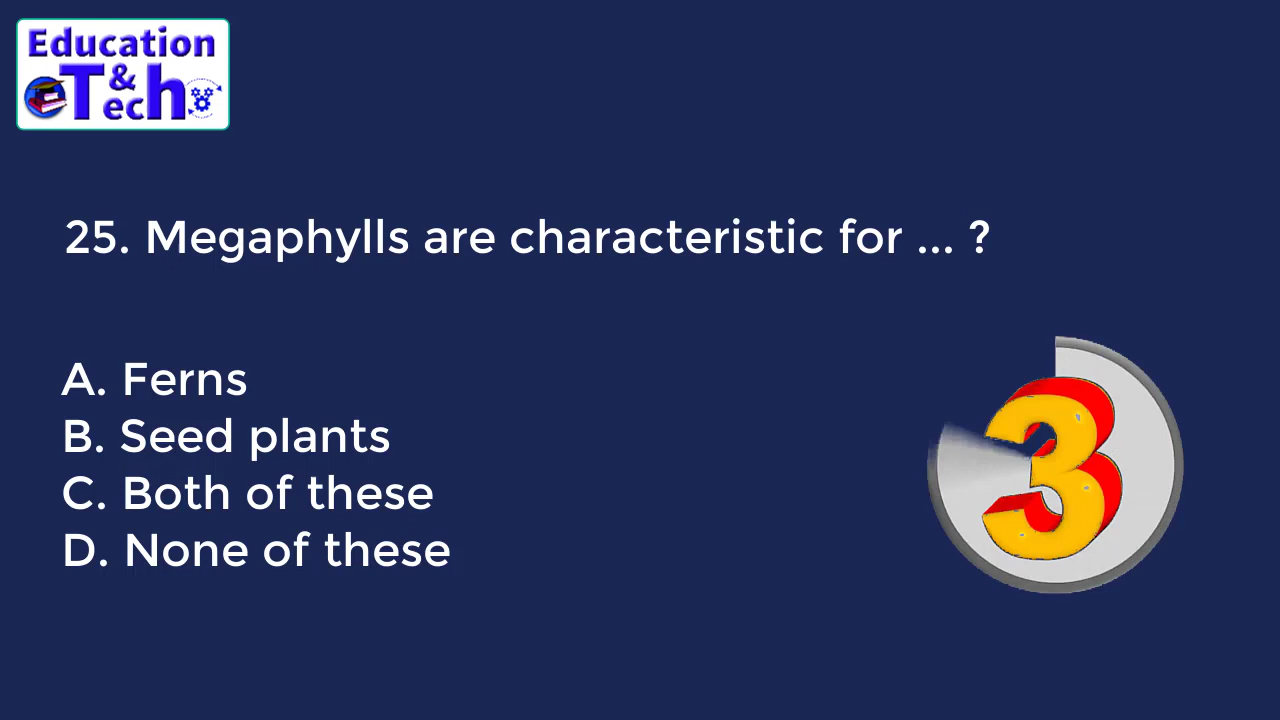 Education
& Tech
25. Megaphylls are characteristic for ... ?
A. Ferns
B. Seed plants
C. Both of these
D. None of these
3